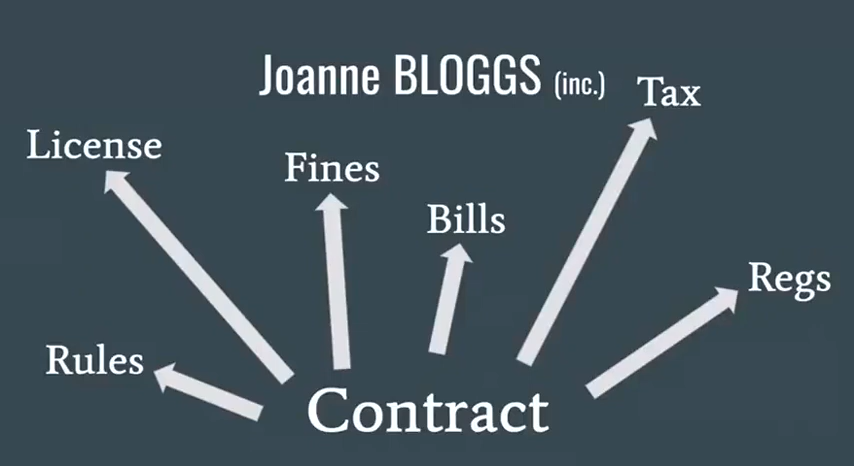 Joanne BLOGGS (inc.)
Tax
License
Fines
Bills
Regs
Rules
Contract